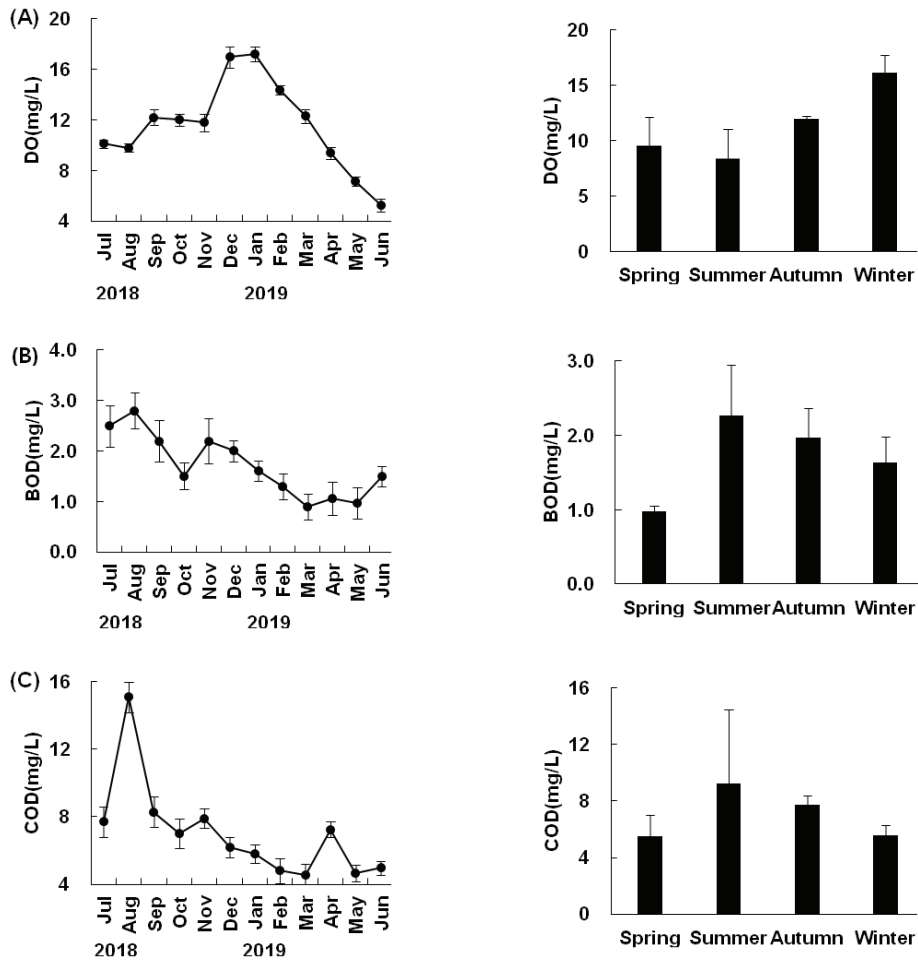 (A)
20
16
12
8
4
DO(mg/L)
Jul
Aug
Sep
Oct
Nov
Dec
Jan
Feb
Mar
Apr
May
Jun
2018 2019
20
15
10
5
0
DO(mg/L)
Spring Summer Autumn Winter
(B)
4.0
3.0
2.0
1.0
0.0
BOD(mg/L)
Jul
Aug
Sep
Oct
Nov
Dec
Jan
Feb
Mar
Apr
May
Jun
2018 2019
3.0
2.0
1.0
0.0
BOD(mg/L)
Spring Summer Autumn Winter
(C)
16
12
8
4
COD(mg/L)
Jul
Aug
Sep
Oct
Nov
Dec
Jan
Feb
Mar
Apr
May
Jun
2018 2019
16
12
8
4
0
COD(mg/L)
Spring Summer Autumn Winter